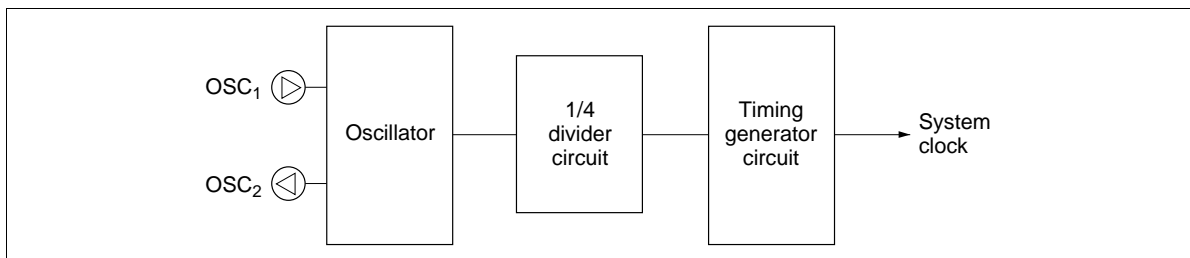 OSC1
OSC2
Oscillator
1/4
divider
circuit
Timing
generator
circuit
System
clock